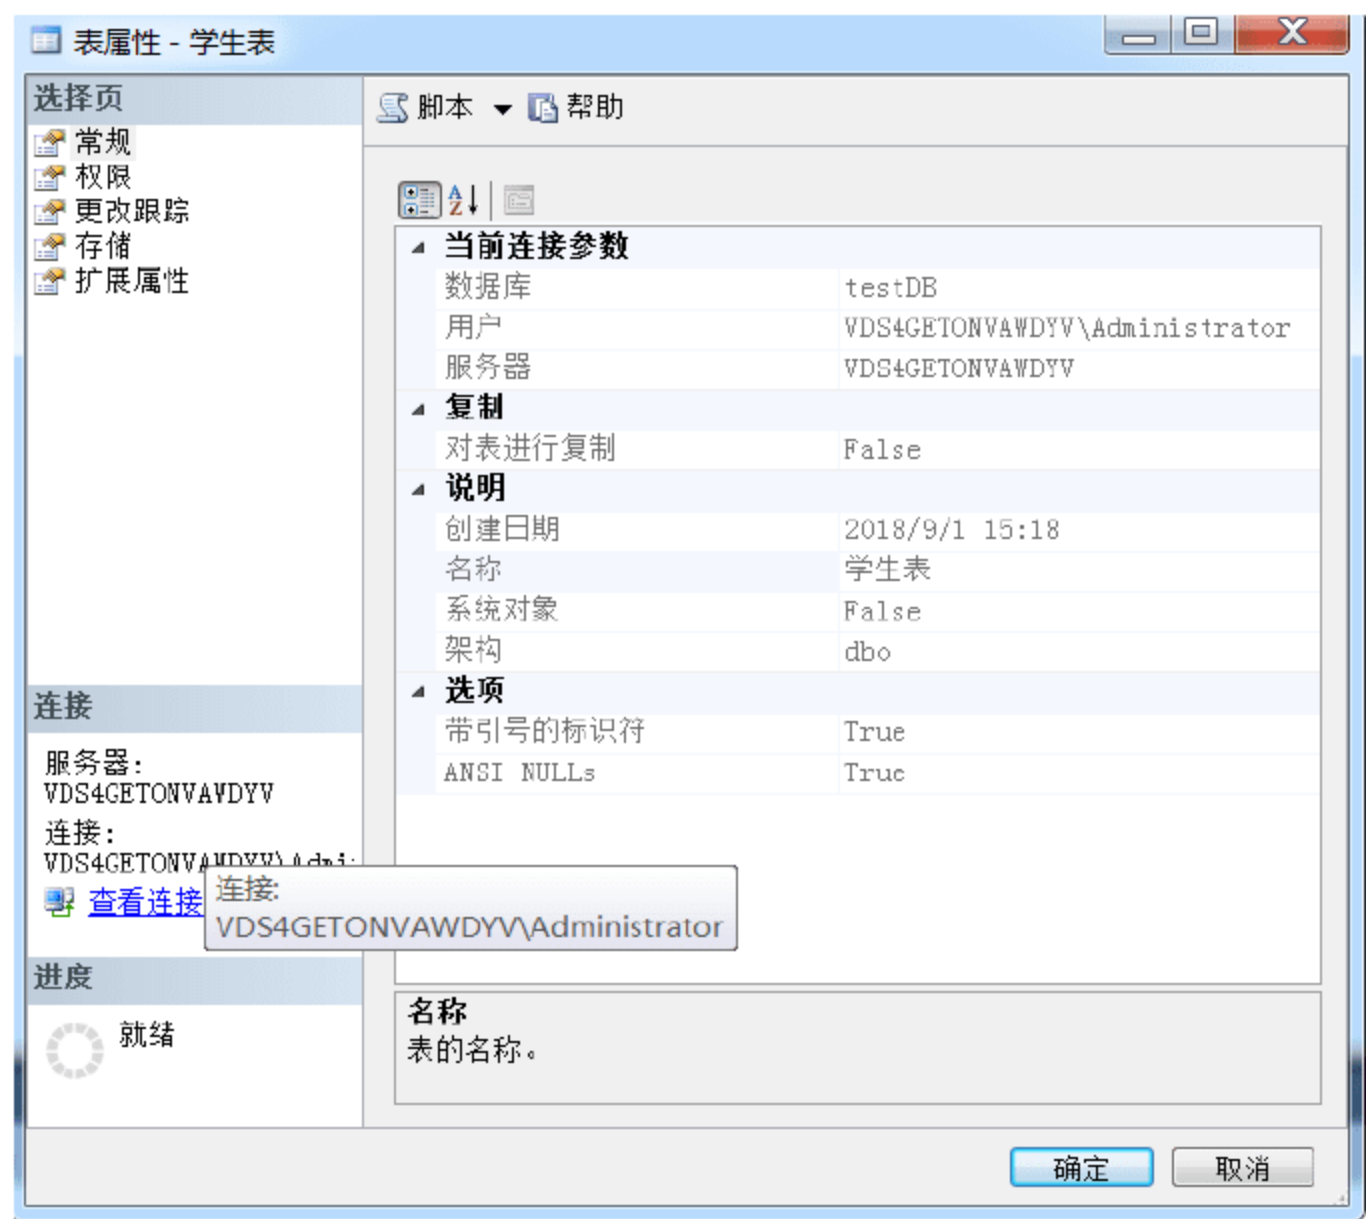 表属性 - 学生表
选择页
常规
权限
更改跟踪
存储
扩展属性
脚本
帮助
当前连接参数
数据库 testDB
用户 VDS4GETONVAWDYV\Administrator
服务器 VDS4GETONVAWDYV
复制
对表进行复制 False
说明
创建日期 2018/9/1 15:18
名称 学生表
系统对象 False
架构 dbo
选项
带引号的标识符 True
ANSI NULLs True
连接
服务器:
VDS4GETONVAWDYV
连接:
VDS4GETONVAWDYV\Admi
查看连接
连接:
VDS4GETONVAWDYV\Administrator
进度
就绪
名称
表的名称。
确定
取消